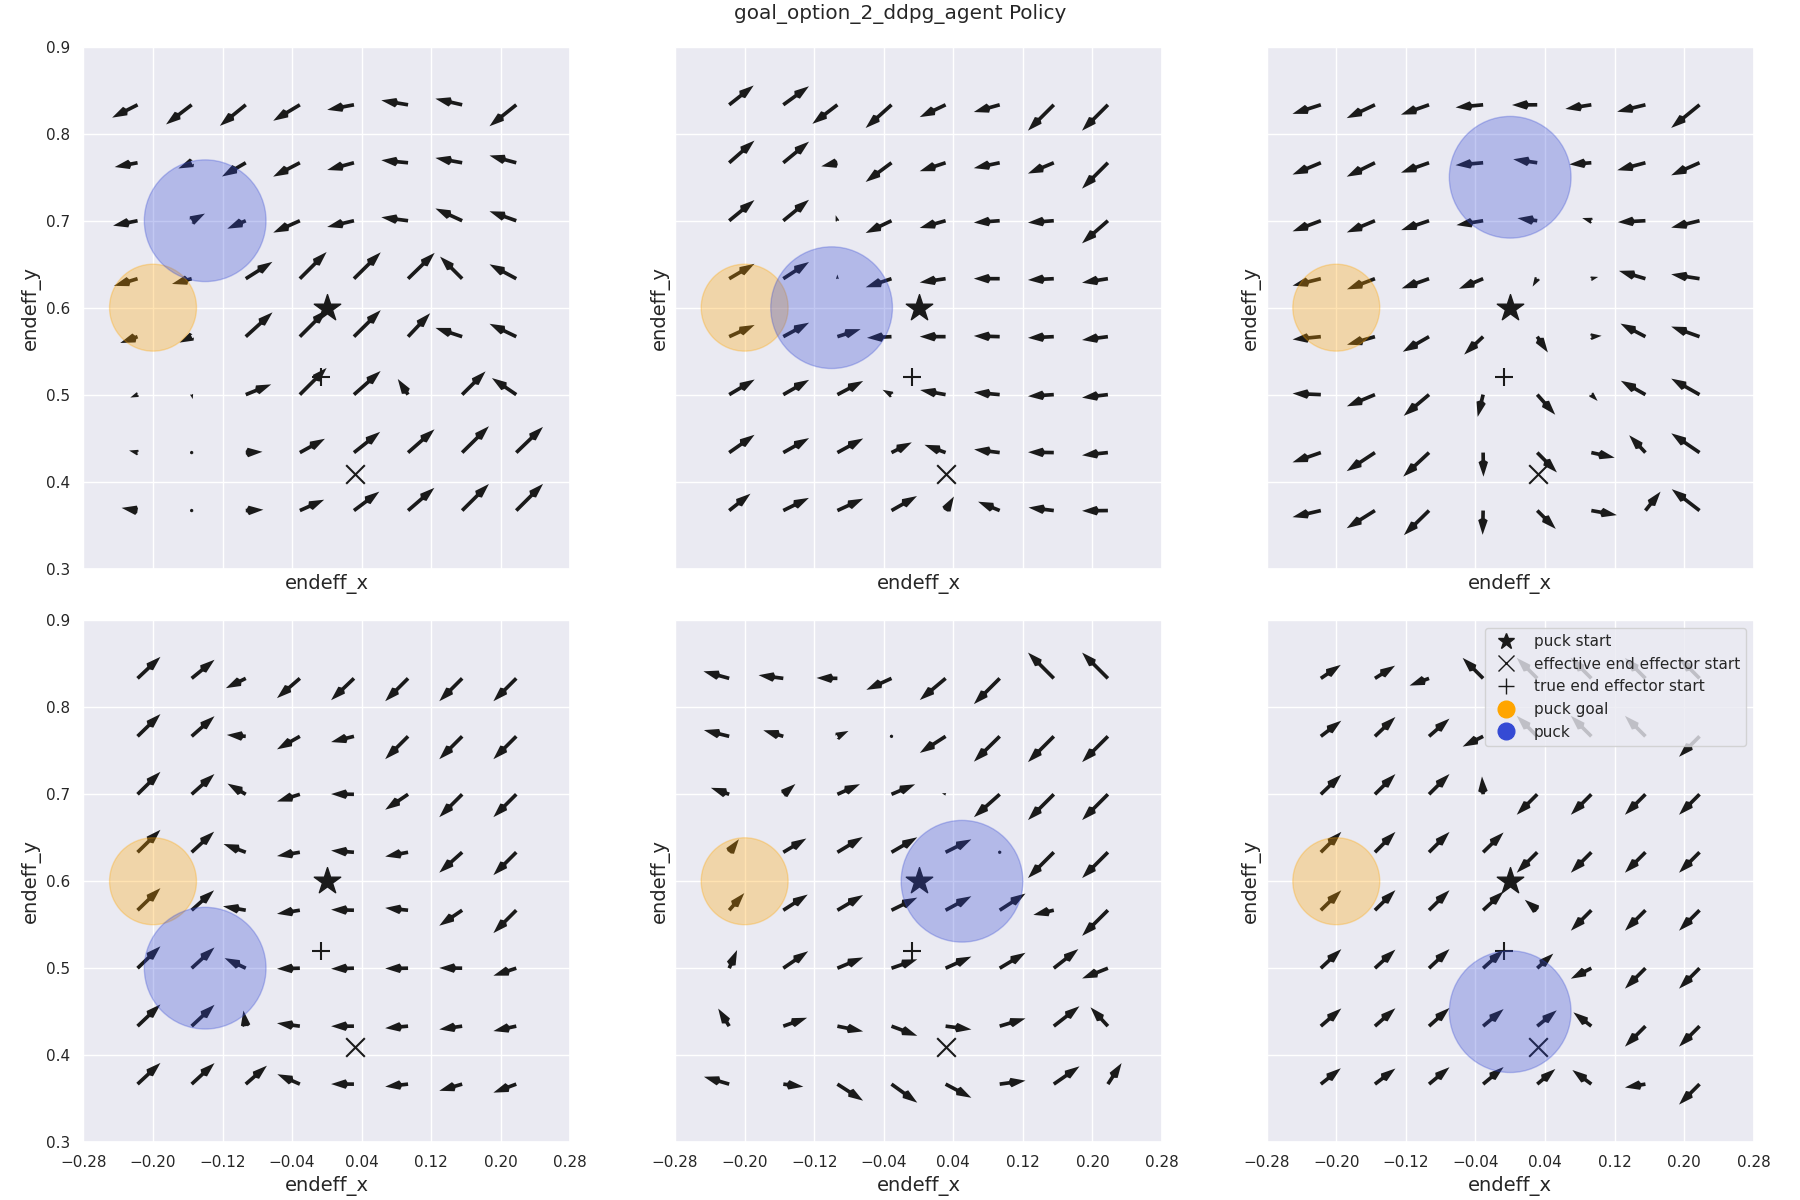 goal_option_2_ddpg_agent Policy
0.9
0.8
0.7
0.6
0.5
0.4
0.3
endeff_y
endeff_x
endeff_y
endeff_x
endeff_y
endeff_x
0.9
0.8
0.7
0.6
0.5
0.4
0.3
endeff_y
−0.28 −0.20 −0.12 −0.04 0.04 0.12 0.20 0.28
endeff_x
endeff_y
−0.28 −0.20 −0.12 −0.04 0.04 0.12 0.20 0.28
endeff_x
puck start
effective end effector start
true end effector start
puck goal
puck
endeff_y
−0.28 −0.20 −0.12 −0.04 0.04 0.12 0.20 0.28
endeff_x